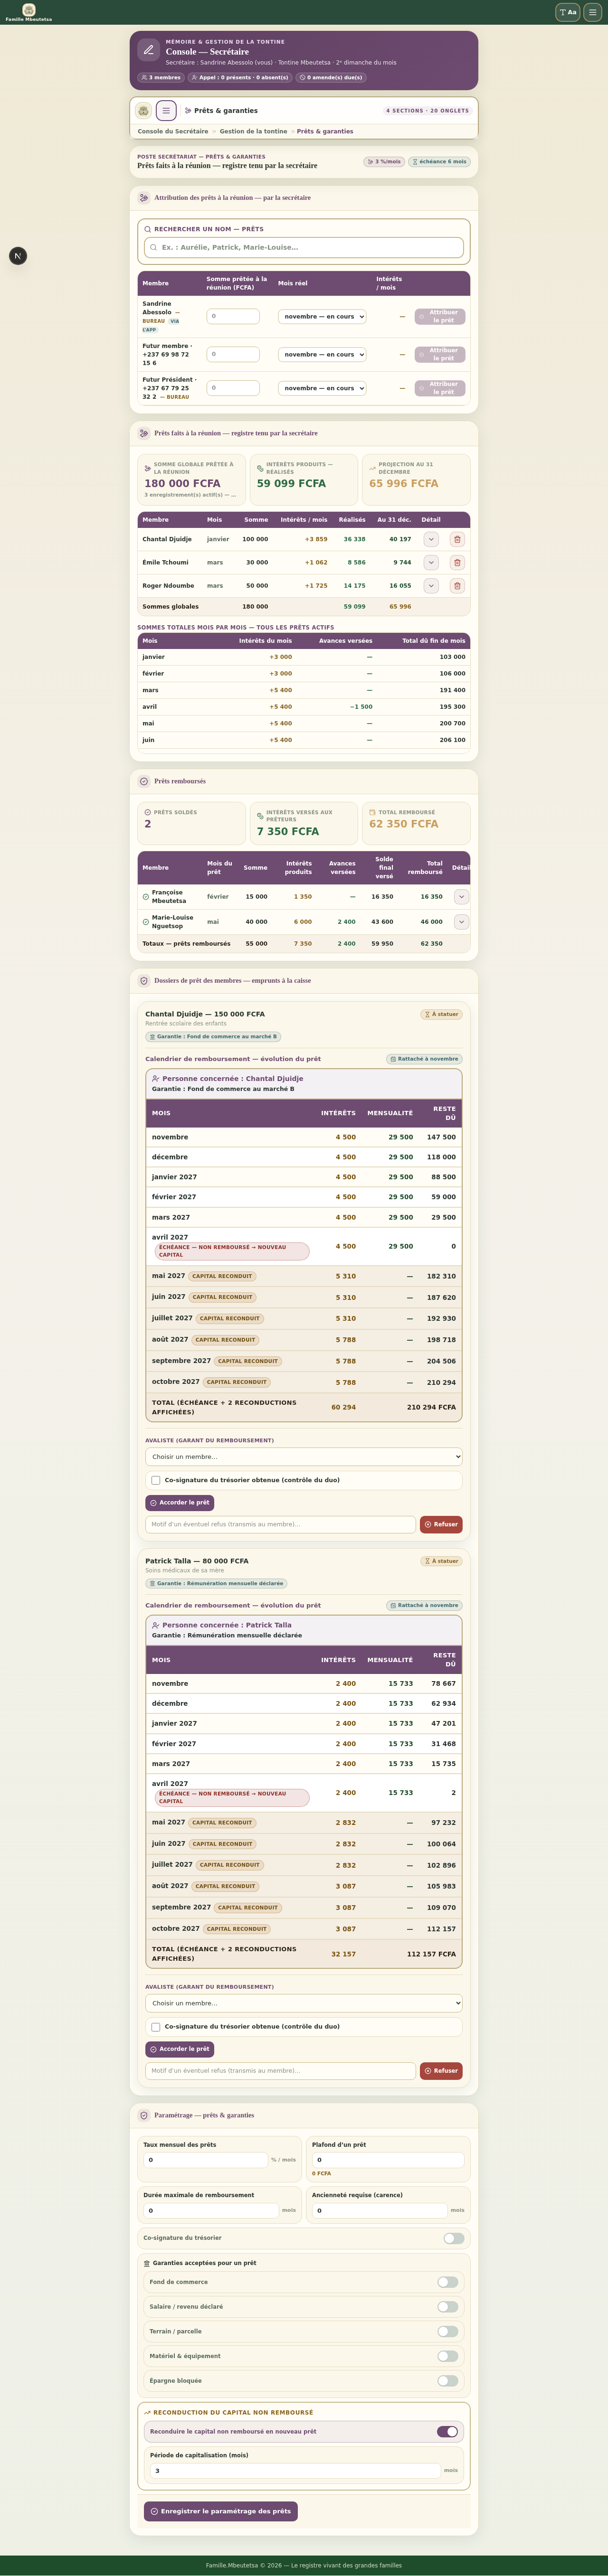 Famille Mbeutetsa
Aa
MÉMOIRE & GESTION DE LA TONTINE
Console — Secrétaire
Secrétaire : Sandrine Abessolo (vous) · Tontine Mbeutetsa · 2ᵉ dimanche du mois
3 membres
Appel : 0 présents · 0 absent(s)
0 amende(s) due(s)
Prêts & garanties
4 SECTIONS · 20 ONGLETS
Console du Secrétaire » Gestion de la tontine » Prêts & garanties
POSTE SECRÉTARIAT — PRÊTS & GARANTIES
Prêts faits à la réunion — registre tenu par la secrétaire
3 %/mois
échéance 6 mois
N
Attribution des prêts à la réunion — par la secrétaire
RECHERCHER UN NOM — PRÊTS
Ex. : Aurélie, Patrick, Marie-Louise…
Membre Somme prêtée à la réunion (FCFA) Mois réel Intérêts / mois
Sandrine Abessolo — BUREAU VIA L'APP 0 novembre — en cours — Attribuer le prêt
Futur membre · +237 69 98 72 15 6 0 novembre — en cours — Attribuer le prêt
Futur Président · +237 67 79 25 32 2 — BUREAU 0 novembre — en cours — Attribuer le prêt
Prêts faits à la réunion — registre tenu par la secrétaire
SOMME GLOBALE PRÊTÉE À LA RÉUNION
180 000 FCFA
3 enregistrement(s) actif(s) — …
INTÉRÊTS PRODUITS — RÉALISÉS
59 099 FCFA
PROJECTION AU 31 DÉCEMBRE
65 996 FCFA
Membre Mois Somme Intérêts / mois Réalisés Au 31 déc. Détail
Chantal Djuidje janvier 100 000 +3 859 36 338 40 197
Émile Tchoumi mars 30 000 +1 062 8 586 9 744
Roger Ndoumbe mars 50 000 +1 725 14 175 16 055
Sommes globales 180 000 59 099 65 996
SOMMES TOTALES MOIS PAR MOIS — TOUS LES PRÊTS ACTIFS
Mois Intérêts du mois Avances versées Total dû fin de mois
janvier +3 000 — 103 000
février +3 000 — 106 000
mars +5 400 — 191 400
avril +5 400 −1 500 195 300
mai +5 400 — 200 700
juin +5 400 — 206 100
Prêts remboursés
PRÊTS SOLDÉS
2
INTÉRÊTS VERSÉS AUX PRÊTEURS
7 350 FCFA
TOTAL REMBOURSÉ
62 350 FCFA
Membre Mois du prêt Somme Intérêts produits Avances versées Solde final versé Total remboursé Détail
Françoise Mbeutetsa février 15 000 1 350 — 16 350 16 350
Marie-Louise Nguetsop mai 40 000 6 000 2 400 43 600 46 000
Totaux — prêts remboursés 55 000 7 350 2 400 59 950 62 350
Dossiers de prêt des membres — emprunts à la caisse
Chantal Djuidje — 150 000 FCFA
À statuer
Rentrée scolaire des enfants
Garantie : Fond de commerce au marché B
Calendrier de remboursement — évolution du prêt
Rattaché à novembre
Personne concernée : Chantal Djuidje
Garantie : Fond de commerce au marché B
MOIS INTÉRÊTS MENSUALITÉ RESTE DÛ
novembre 4 500 29 500 147 500
décembre 4 500 29 500 118 000
janvier 2027 4 500 29 500 88 500
février 2027 4 500 29 500 59 000
mars 2027 4 500 29 500 29 500
avril 2027 ÉCHÉANCE — NON REMBOURSÉ → NOUVEAU CAPITAL 4 500 29 500 0
mai 2027 CAPITAL RECONDUIT 5 310 — 182 310
juin 2027 CAPITAL RECONDUIT 5 310 — 187 620
juillet 2027 CAPITAL RECONDUIT 5 310 — 192 930
août 2027 CAPITAL RECONDUIT 5 788 — 198 718
septembre 2027 CAPITAL RECONDUIT 5 788 — 204 506
octobre 2027 CAPITAL RECONDUIT 5 788 — 210 294
TOTAL (ÉCHÉANCE + 2 RECONDUCTIONS AFFICHÉES) 60 294 210 294 FCFA
AVALISTE (GARANT DU REMBOURSEMENT)
Choisir un membre…
Co-signature du trésorier obtenue (contrôle du duo)
Accorder le prêt
Motif d'un éventuel refus (transmis au membre)…
Refuser
Patrick Talla — 80 000 FCFA
À statuer
Soins médicaux de sa mère
Garantie : Rémunération mensuelle déclarée
Calendrier de remboursement — évolution du prêt
Rattaché à novembre
Personne concernée : Patrick Talla
Garantie : Rémunération mensuelle déclarée
MOIS INTÉRÊTS MENSUALITÉ RESTE DÛ
novembre 2 400 15 733 78 667
décembre 2 400 15 733 62 934
janvier 2027 2 400 15 733 47 201
février 2027 2 400 15 733 31 468
mars 2027 2 400 15 733 15 735
avril 2027 ÉCHÉANCE — NON REMBOURSÉ → NOUVEAU CAPITAL 2 400 15 733 2
mai 2027 CAPITAL RECONDUIT 2 832 — 97 232
juin 2027 CAPITAL RECONDUIT 2 832 — 100 064
juillet 2027 CAPITAL RECONDUIT 2 832 — 102 896
août 2027 CAPITAL RECONDUIT 3 087 — 105 983
septembre 2027 CAPITAL RECONDUIT 3 087 — 109 070
octobre 2027 CAPITAL RECONDUIT 3 087 — 112 157
TOTAL (ÉCHÉANCE + 2 RECONDUCTIONS AFFICHÉES) 32 157 112 157 FCFA
AVALISTE (GARANT DU REMBOURSEMENT)
Choisir un membre…
Co-signature du trésorier obtenue (contrôle du duo)
Accorder le prêt
Motif d'un éventuel refus (transmis au membre)…
Refuser
Paramétrage — prêts & garanties
Taux mensuel des prêts
0 % / mois
Plafond d'un prêt
0
0 FCFA
Durée maximale de remboursement
0 mois
Ancienneté requise (carence)
0 mois
Co-signature du trésorier
Garanties acceptées pour un prêt
Fond de commerce
Salaire / revenu déclaré
Terrain / parcelle
Matériel & équipement
Épargne bloquée
RECONDUCTION DU CAPITAL NON REMBOURSÉ
Reconduire le capital non remboursé en nouveau prêt
Période de capitalisation (mois)
3 mois
Enregistrer le paramétrage des prêts
Famille.Mbeutetsa © 2026 — Le registre vivant des grandes familles